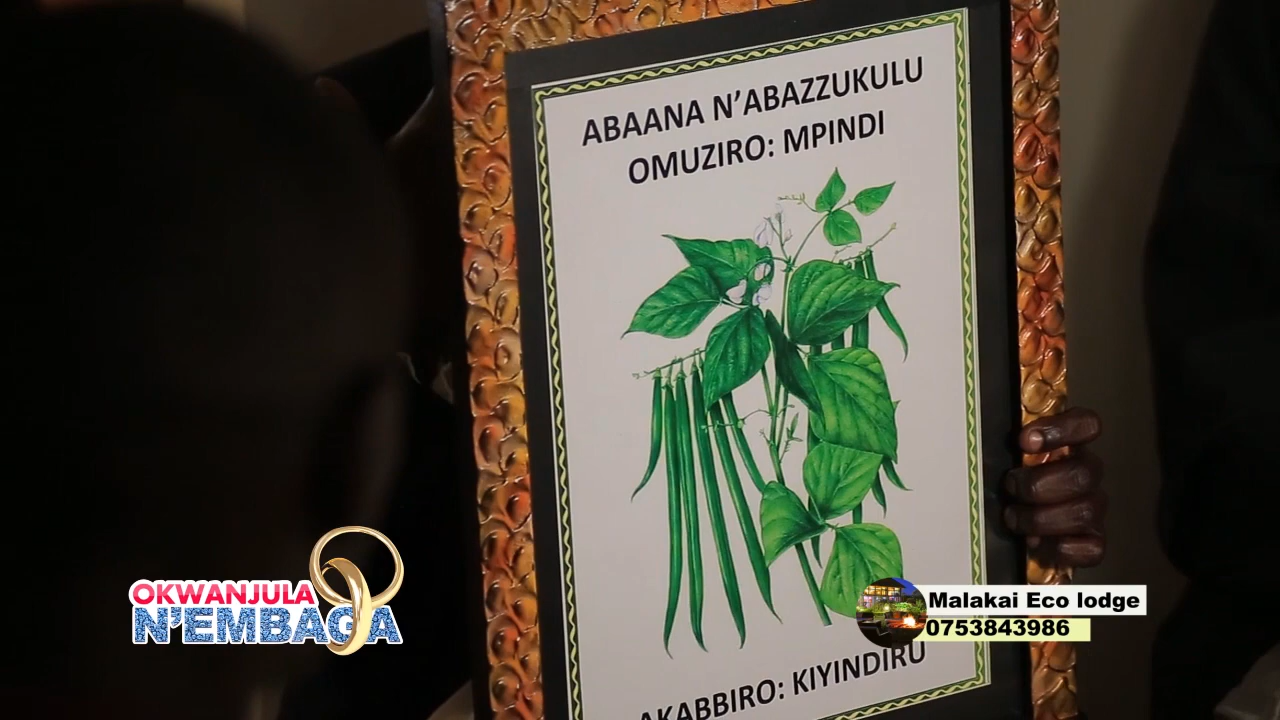 ABAANA N'ABAZZUKULU
OMUZIRO: MPINDI
AKABBIRO: KIYINDIRU
OKWANJULA
N'EMBAGA
Malakai Eco lodge
0753843986